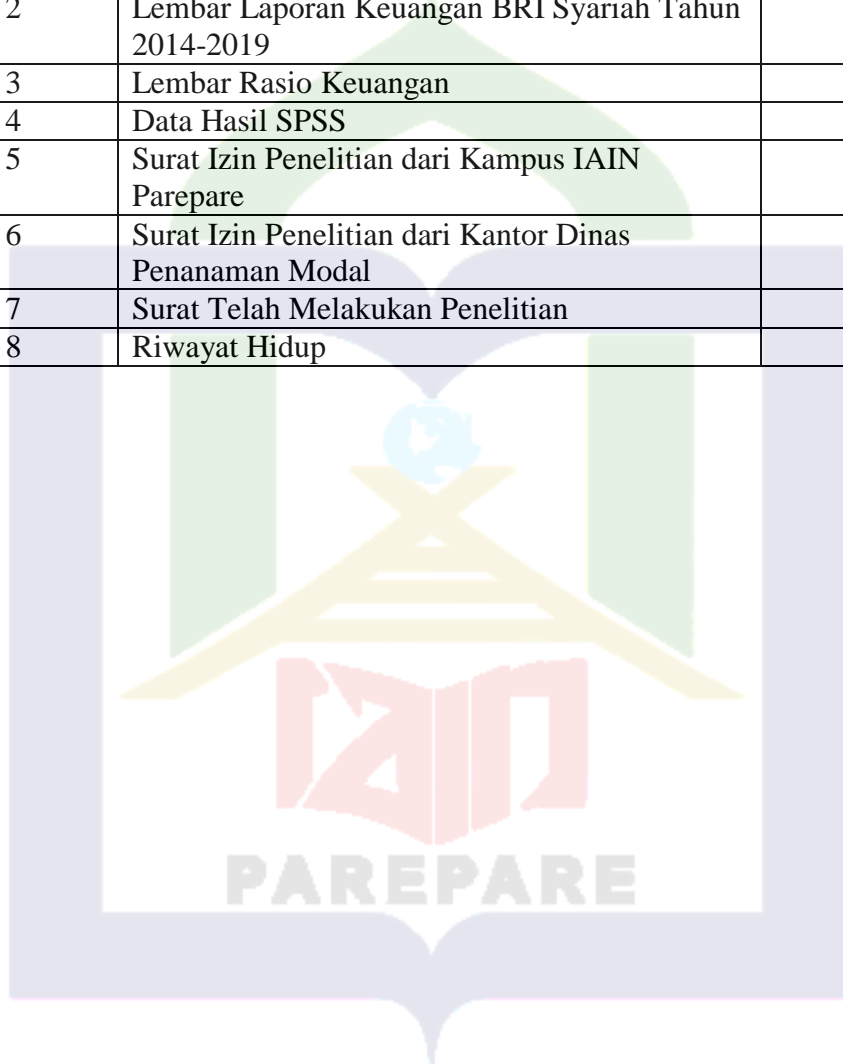 2 Lembar Laporan Keuangan BRI Syariah Tahun
2014-2019
3 Lembar Rasio Keuangan
4 Data Hasil SPSS
5 Surat Izin Penelitian dari Kampus IAIN
Parepare
6 Surat Izin Penelitian dari Kantor Dinas
Penanaman Modal
7 Surat Telah Melakukan Penelitian
8 Riwayat Hidup
IAIN
PAREPARE